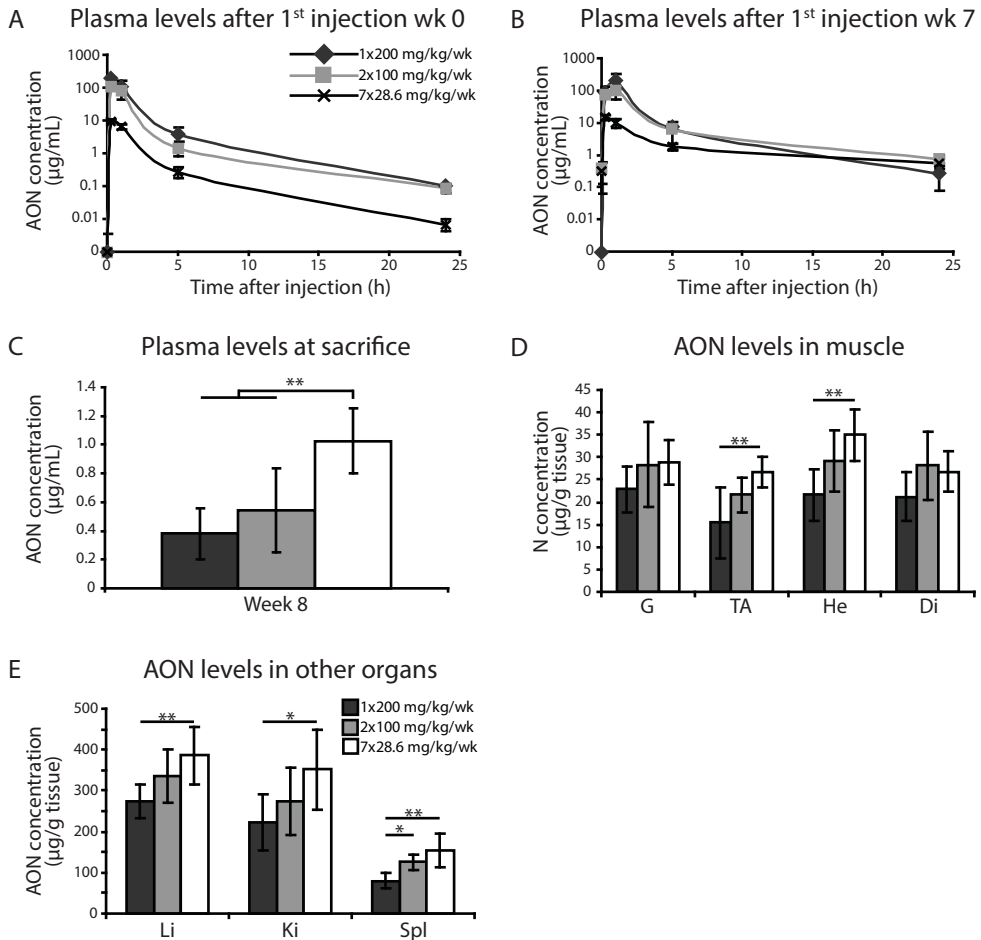 A Plasma levels after 1st injection wk 0
1000
100
10
1
0.1
0.01
0
AON conentration
(µg/mL)
0 5 10 15 20 25
Time after injection (h)
1x200 mg/kg/wk
2x100 mg/kg/wk
7x28.6 mg/kg/wk
B Plasma levels after 1st injection wk 7
1000
100
10
1
0.1
0.01
0
AON concentration
(µg/mL)
0 5 10 15 20 25
Time after injection (h)
C Plasma levels at sacrifice
1.4
1.2
1.0
0.8
0.6
0.4
0.2
0
AON concentration
(µg/mL)
**
Week 8
D AON levels in muscle
45
40
35
30
25
20
15
10
5
0
N concentration
(µg/g tissue)
**
**
G TA He Di
E AON levels in other organs
500
400
300
200
100
0
AON concentration
(µg/g tissue)
**
*
**
*
1x200 mg/kg/wk
2x100 mg/kg/wk
7x28.6 mg/kg/wk
Li Ki Spl